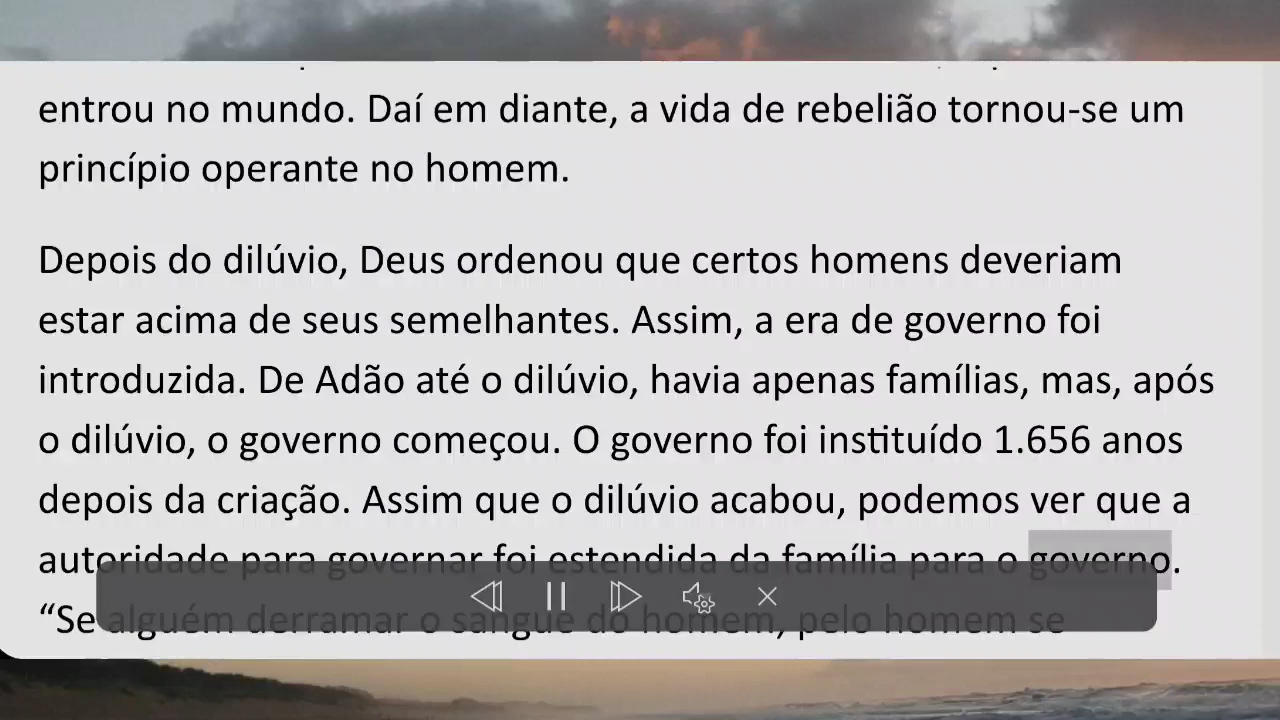 entrou no mundo. Daí em diante, a vida de rebelião tornou-se um
princípio operante no homem.
Depois do dilúvio, Deus ordenou que certos homens deveriam
estar acima de seus semelhantes. Assim, a era de governo foi
introduzida. De Adão até o dilúvio, havia apenas famílias, mas, após
o dilúvio, o governo começou. O governo foi instituído 1.656 anos
depois da criação. Assim que o dilúvio acabou, podemos ver que a
autoridade para governar foi estendida da família para o governo.
“Se alguém derramar o sangue do homem, pelo homem se